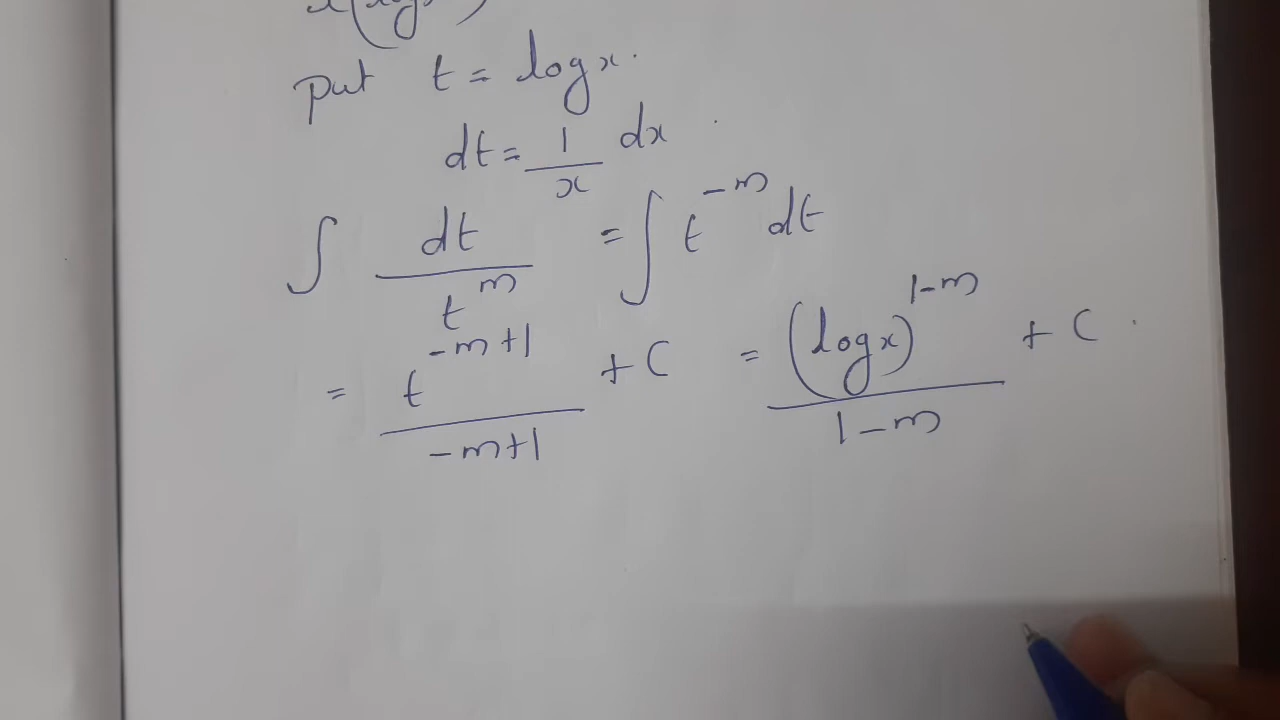 put t = log x.
dt = 1/x dx
∫ dt/t^m = ∫ t^-m dt
= t^-m+1/-m+1 + C = (log x)^1-m/1-m + C